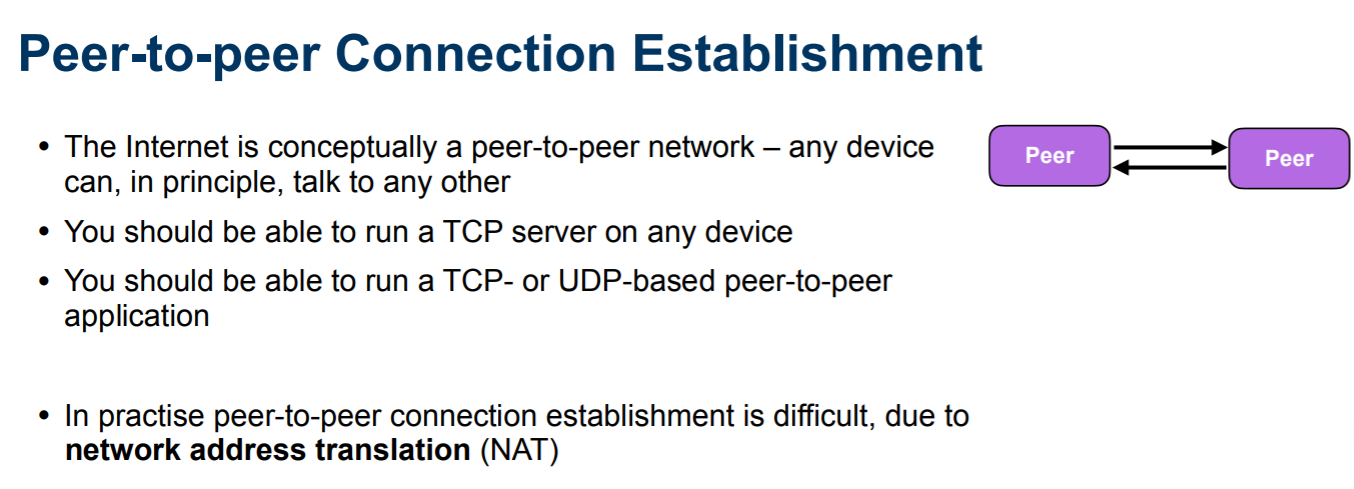 Peer-to-peer Connection Establishment
• The Internet is conceptually a peer-to-peer network – any device
can, in principle, talk to any other
• You should be able to run a TCP server on any device
• You should be able to run a TCP- or UDP-based peer-to-peer
application
• In practise peer-to-peer connection establishment is difficult, due to
network address translation (NAT)
Peer
Peer